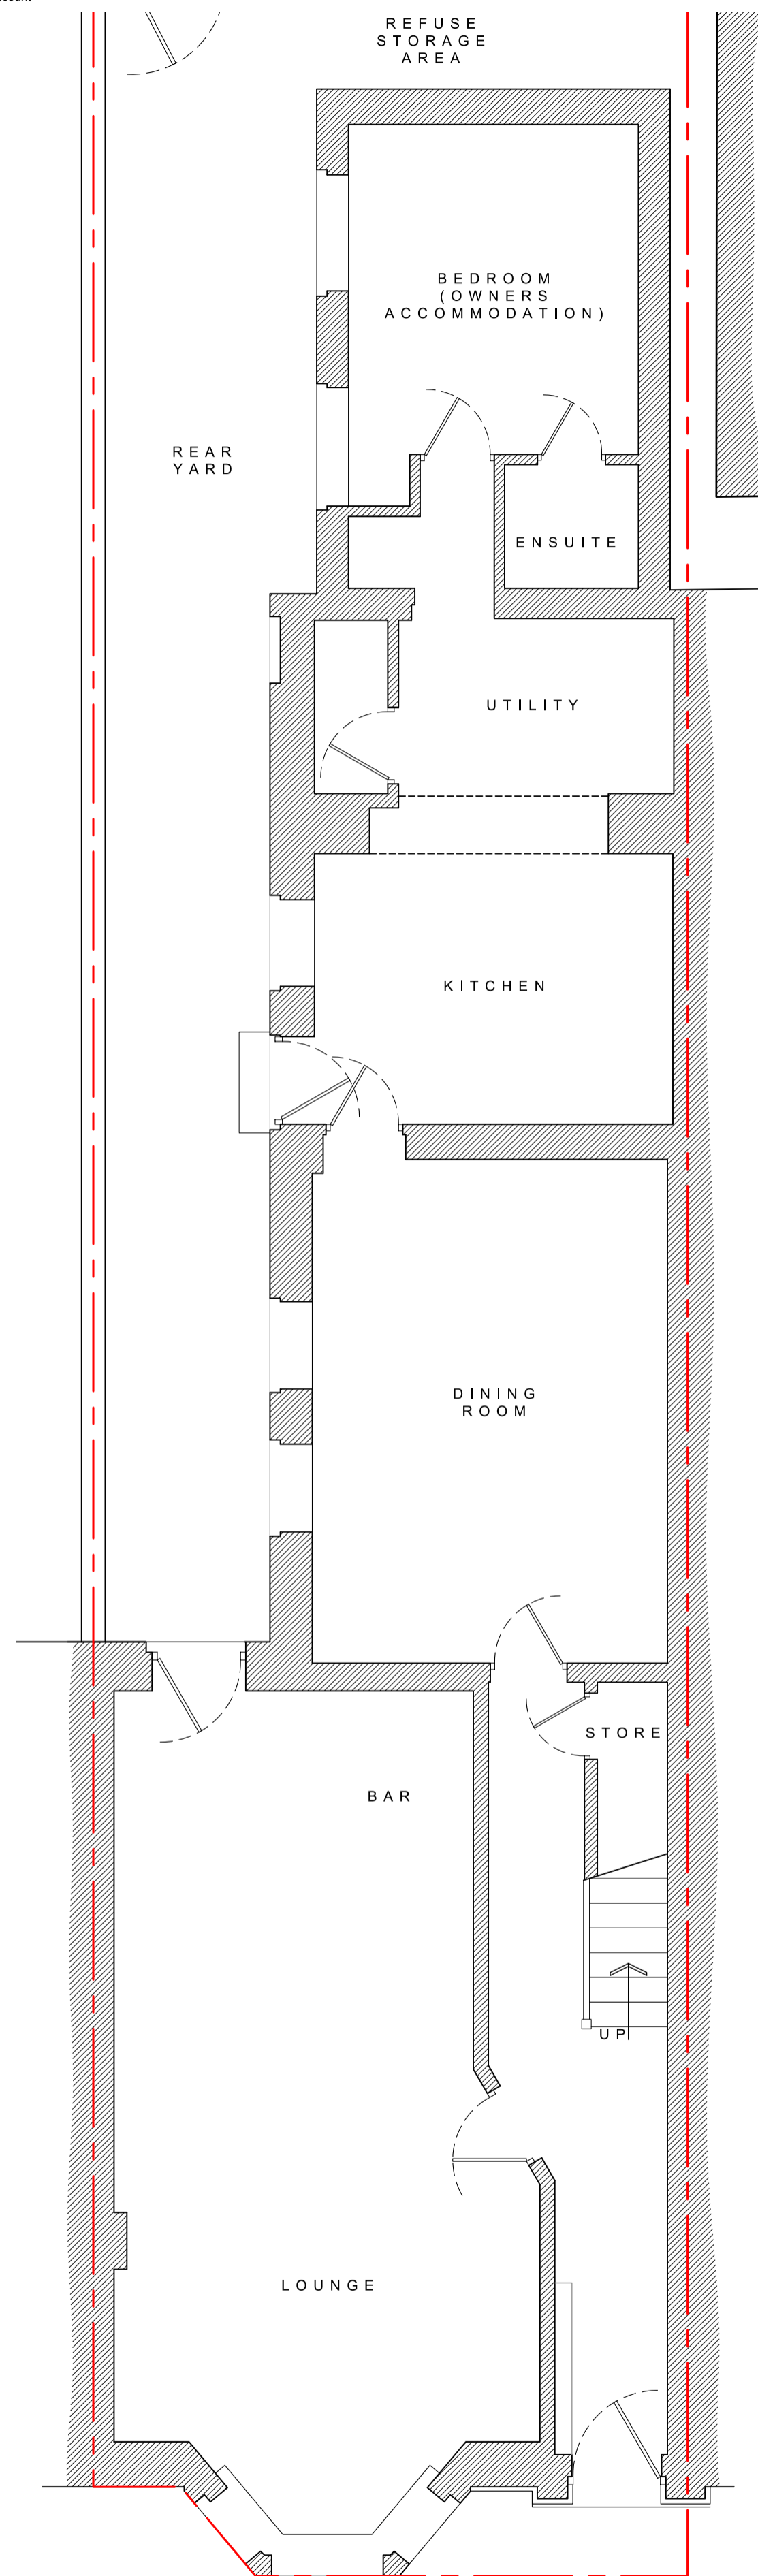 REFUSE
STORAGE
AREA
BEDROOM
(OWNERS
ACCOMMODATION)
REAR
YARD
ENSUITE
UTILITY
KITCHEN
DINING
ROOM
STORE
BAR
UP
LOUNGE